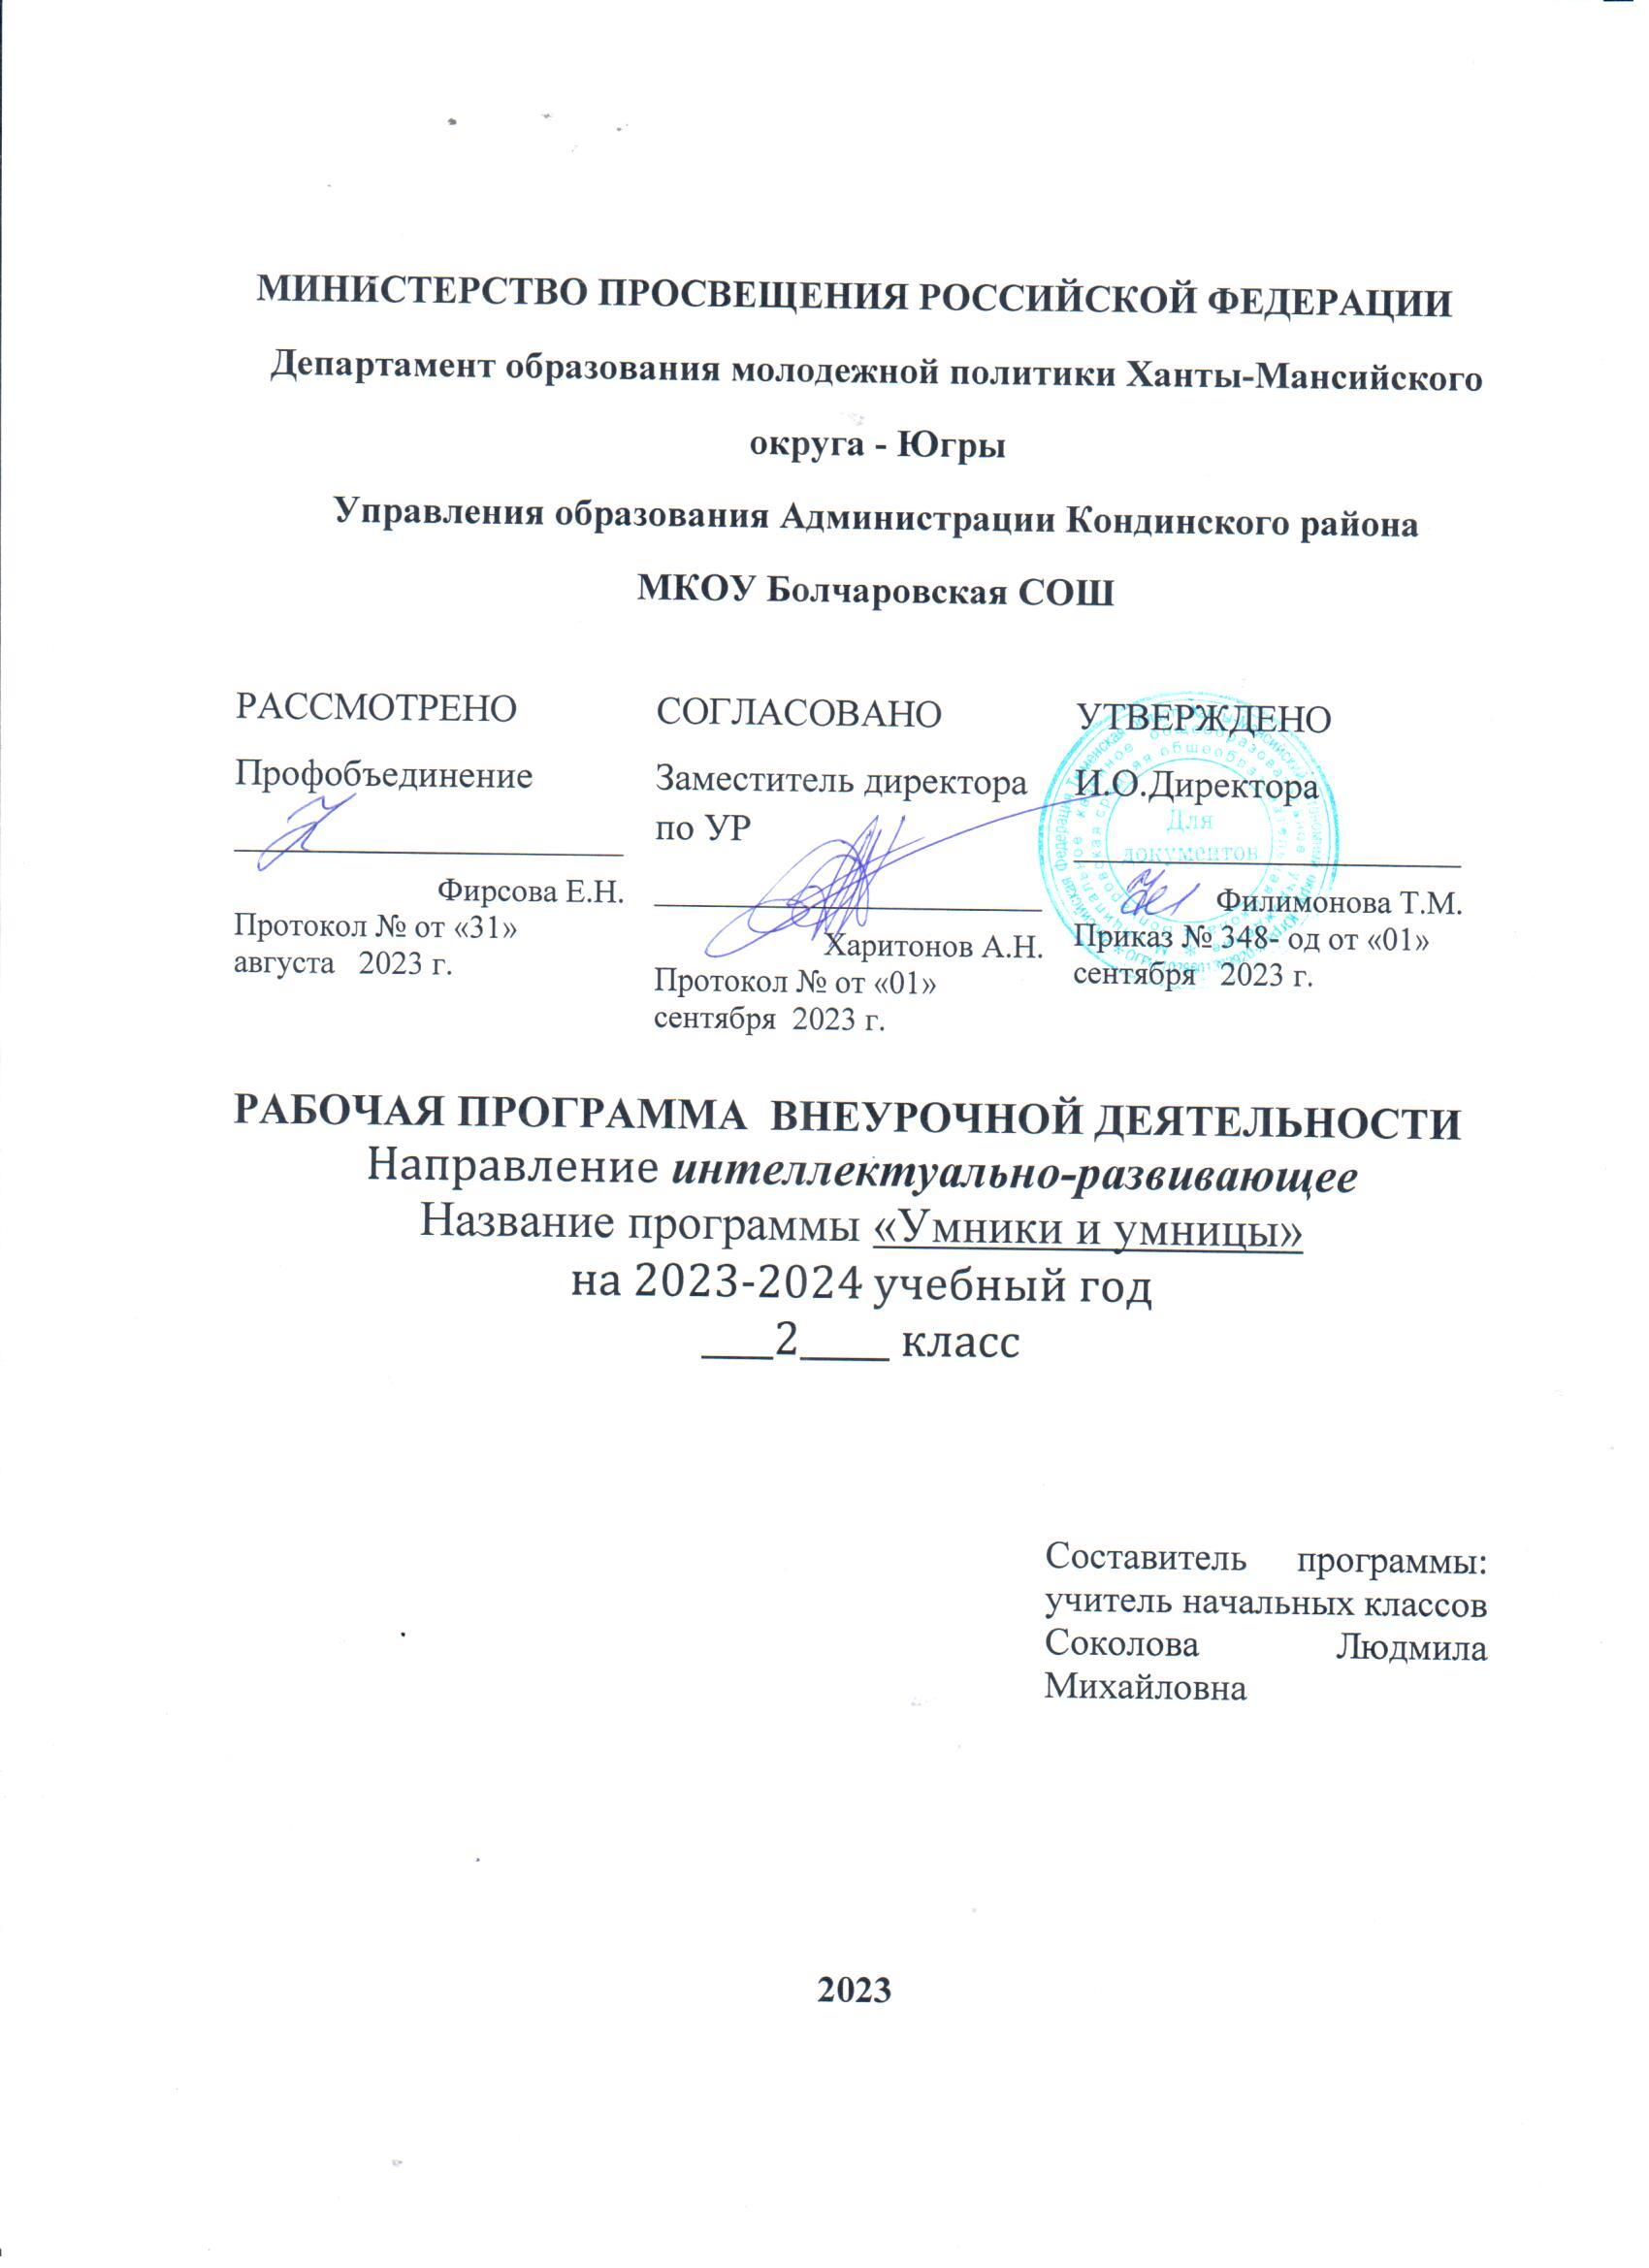 МИНИСТЕРСТВО ПРОСВЕЩЕНИЯ РОССИЙСКОЙ ФЕДЕРАЦИИ
Департамент образования молодежной политики Ханты-Мансийского
округа - Югры
Управления образования Администрации Кондинского района
МКОУ Болчаровская СОШ
РАССМОТРЕНО
Профобъединение
Фирсова Е.Н.
Протокол № от «31»
августа 2023 г.
СОГЛАСОВАНО
Заместитель директора
по УР
Харитонов А.Н.
Протокол № от «01»
сентября 2023 г.
УТВЕРЖДЕНО
И.О.Директора
Для
документов
Филимонова Т.М.
Приказ № 348- од от «01»
сентября 2023 г.
РАБОЧАЯ ПРОГРАММА ВНЕУРОЧНОЙ ДЕЯТЕЛЬНОСТИ
Направление интеллектуально-развивающее
Название программы «Умники и умницы»
на 2023-2024 учебный год
____2_____ класс
Составитель программы:
учитель начальных классов
Соколова Людмила
Михайловна
2023